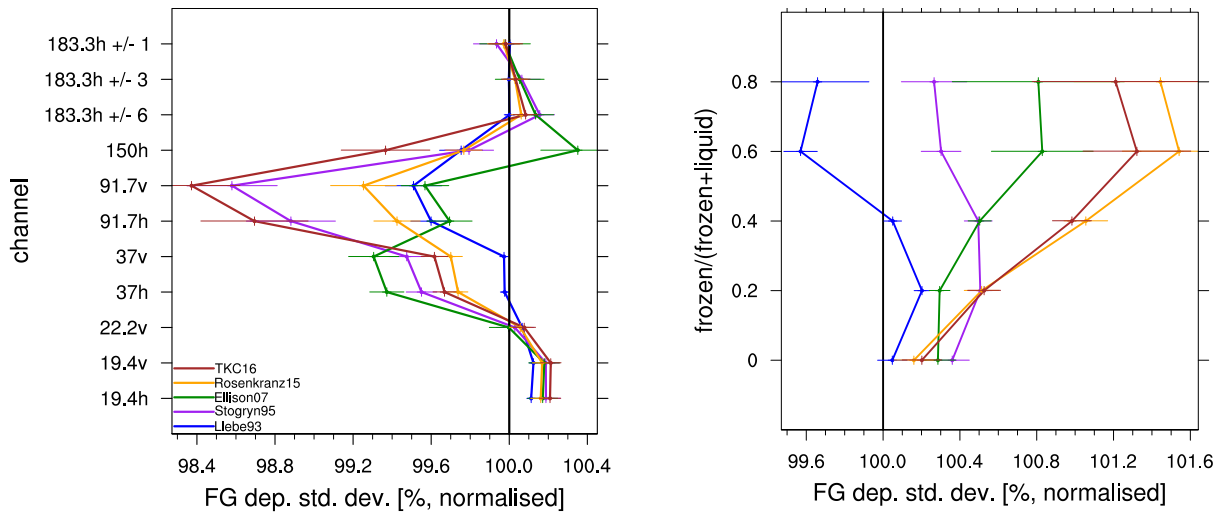 channel
183.3h +/- 1
183.3h +/- 3
183.3h +/- 6
150h
91.7v
91.7h
37v
37h
22.2v
19.4v
19.4h
TKC16
Rosenkranz15
Ellison07
Stogryn95
LIebe93
98.4 98.8 99.2 99.6 100.0 100.4
FG dep. std. dev. [%, normalised]
frozen/(frozen+liquid)
0.8
0.6
0.4
0.2
0
99.6 100.0 100.4 100.8 101.2 101.6
FG dep. std. dev. [%, normalised]